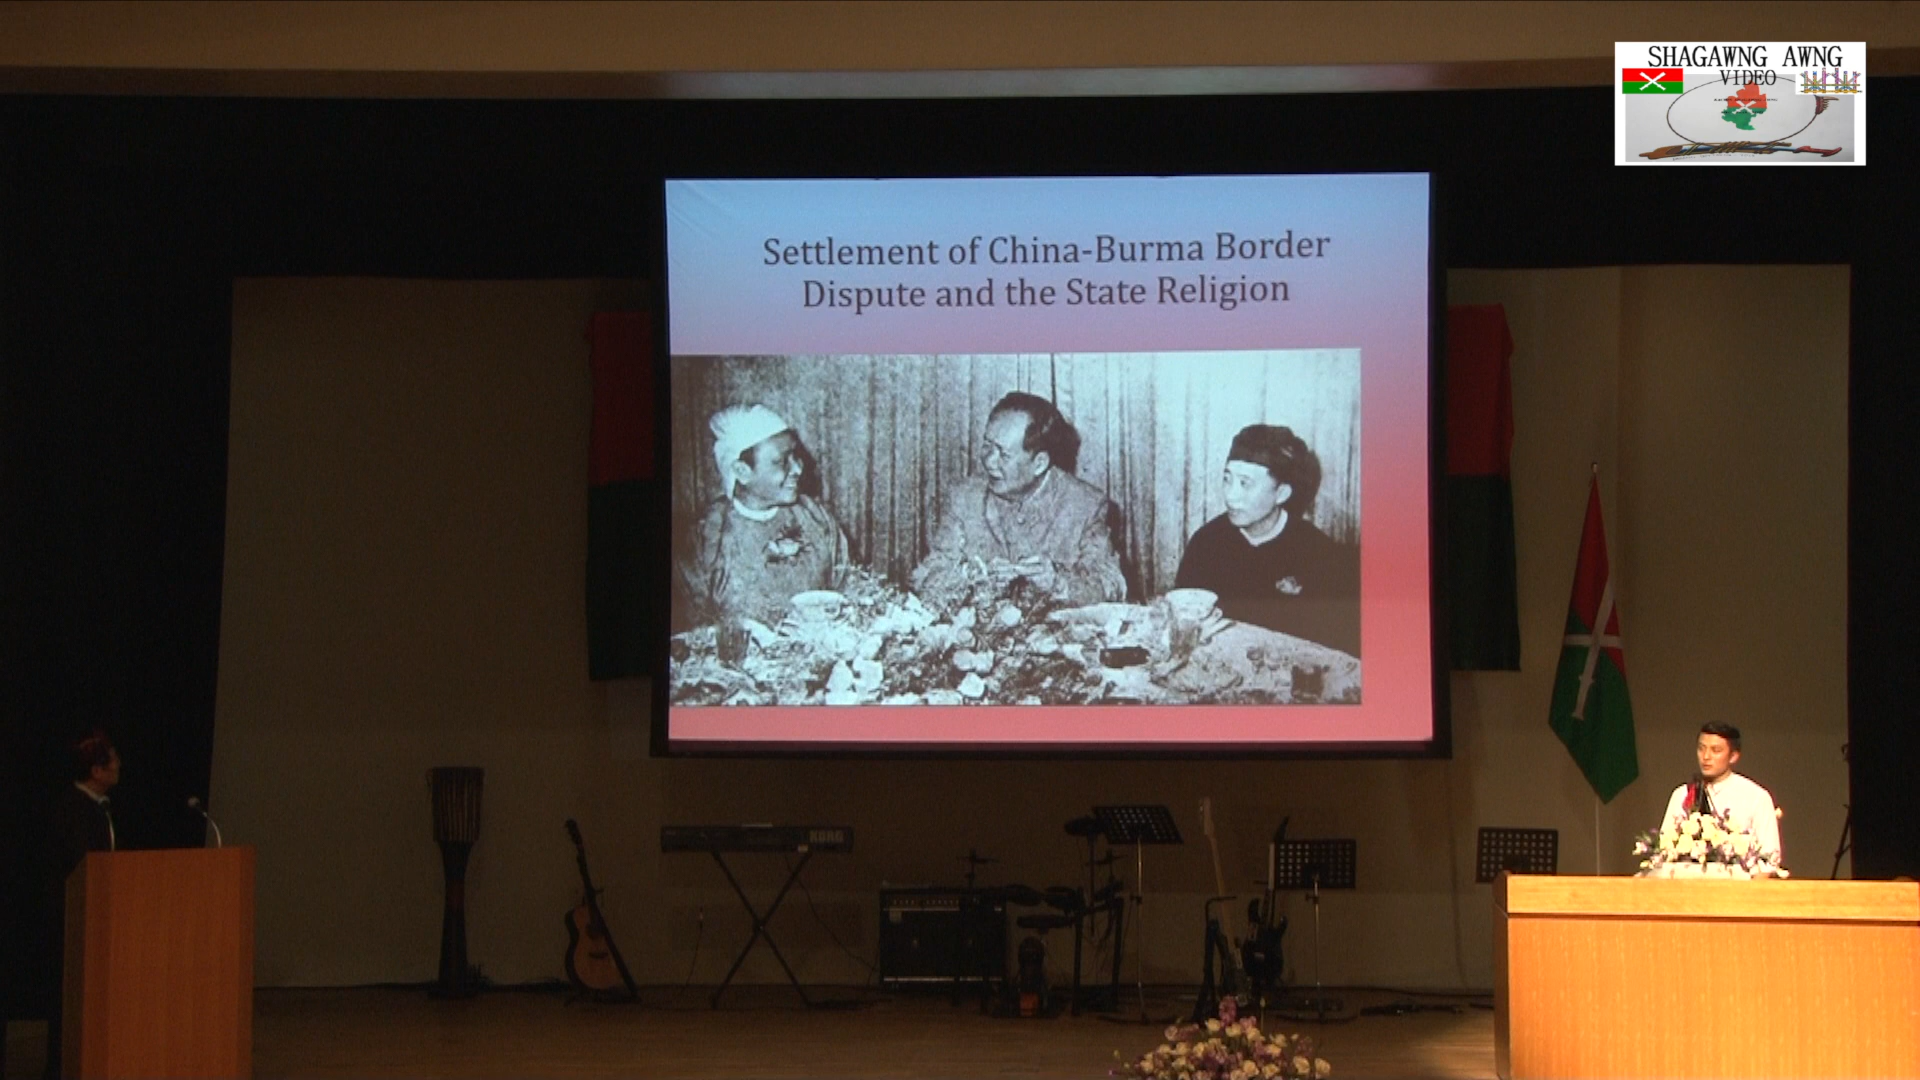 SHAGAWNG AWNG
VIDEO
Settlement of China-Burma Border
Dispute and the State Religion
KORG